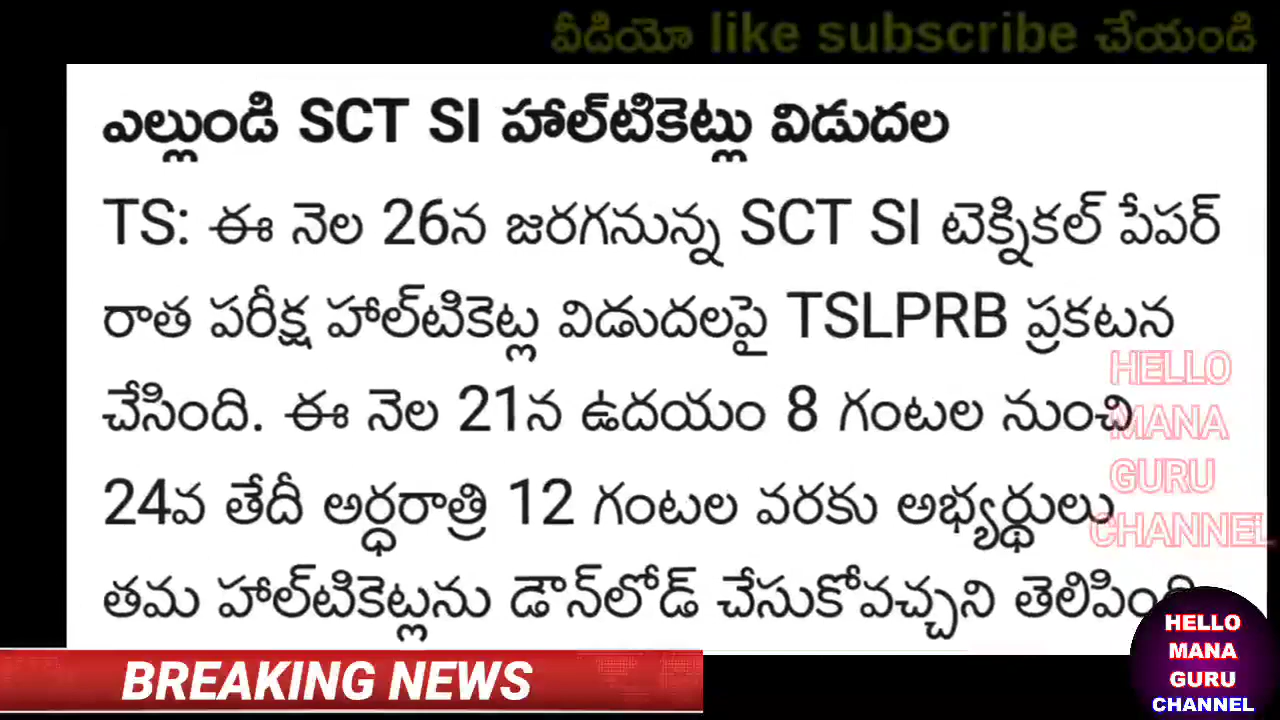 వీడియో like subscribe చేయండి
ఎల్లుండి SCT SI హాల్‌టికెట్లు విడుదల
TS: ఈ నెల 26న జరగనున్న SCT SI టెక్నికల్ పేపర్
రాత పరీక్ష హాల్‌టికెట్ల విడుదలపై TSLPRB ప్రకటన
చేసింది. ఈ నెల 21న ఉదయం 8 గంటల నుంచి
24వ తేదీ అర్ధరాత్రి 12 గంటల వరకు అభ్యర్థులు
తమ హాల్‌టికెట్లను డౌన్‌లోడ్ చేసుకోవచ్చని తెలిపింది.
HELLO
MANA
GURU
CHANNEL
BREAKING NEWS
HELLO
MANA
GURU
CHANNEL